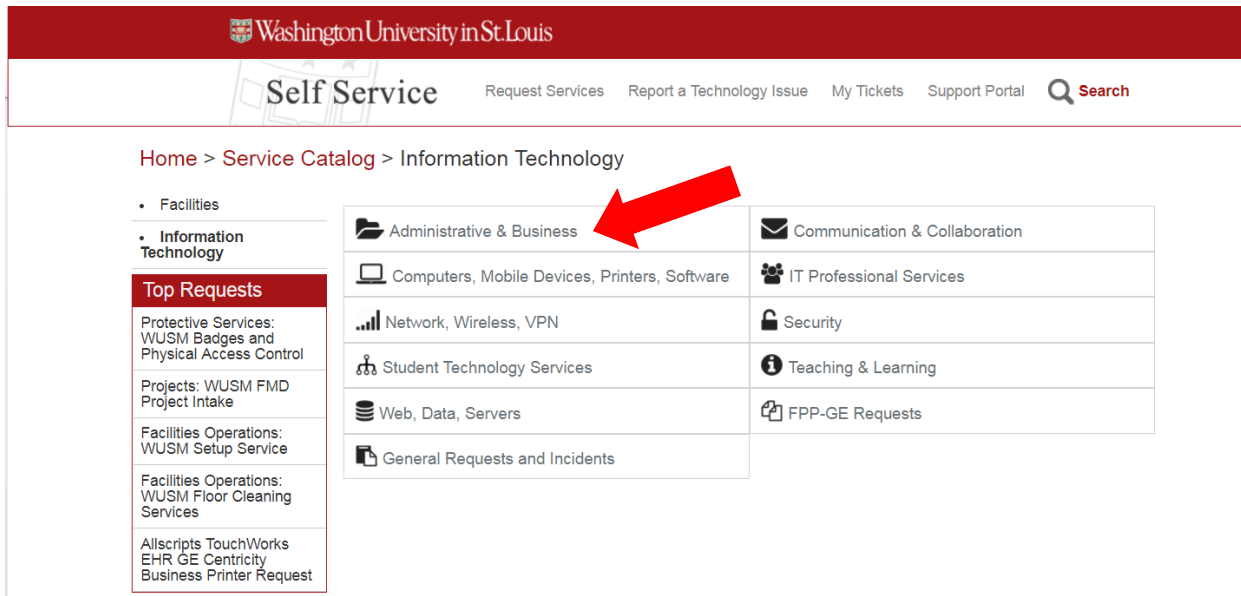 Washington University in St. Louis
Self Service
Request Services Report a Technology Issue My Tickets Support Portal Search
Home > Service Catalog > Information Technology
• Facilities
• Information
Technology
Top Requests
Protective Services:
WUSM Badges and
Physical Access Control
Projects: WUSM FMD
Project Intake
Facilities Operations:
WUSM Setup Service
Facilities Operations:
WUSM Floor Cleaning
Services
Allscripts TouchWorks
EHR GE Centricity
Business Printer Request
Administrative & Business
Communication & Collaboration
Computers, Mobile Devices, Printers, Software
IT Professional Services
Network, Wireless, VPN
Security
Student Technology Services
Teaching & Learning
Web, Data, Servers
FPP-GE Requests
General Requests and Incidents